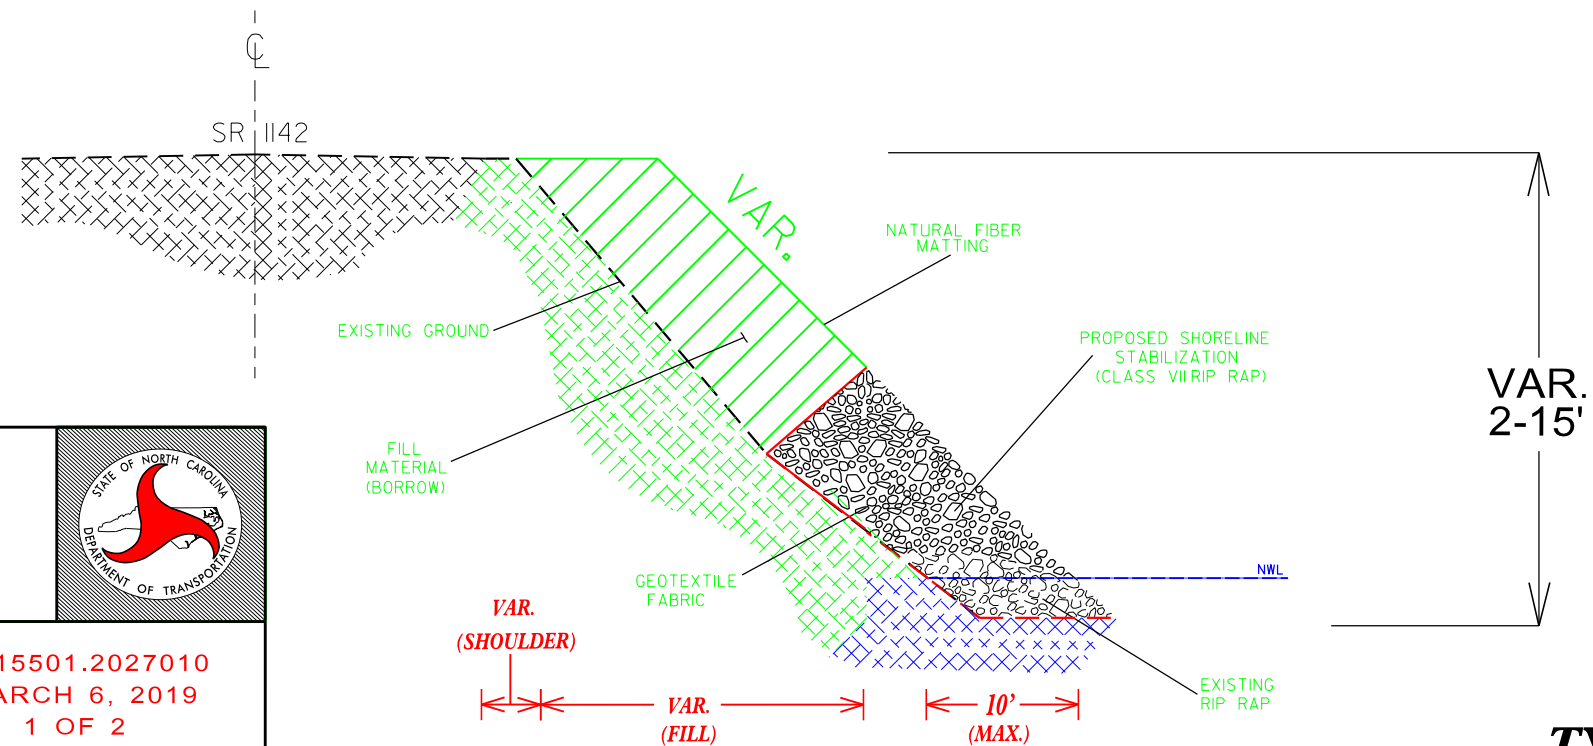 ℄
SR 1142
VAR.
NATURAL FIBER
MATTING
EXISTING GROUND
PROPOSED SHORELINE
STABILIZATION
(CLASS VII RIP RAP)
VAR.
2-15'
FILL
MATERIAL
(BORROW)
STATE OF NORTH CAROLINA
DEPARTMENT OF TRANSPORTATION
GEOTEXTILE
FABRIC
NWL
VAR.
(SHOULDER)
15501.2027010
ARCH 6, 2019
1 OF 2
VAR.
(FILL)
10'
(MAX.)
EXISTING
RIP RAP